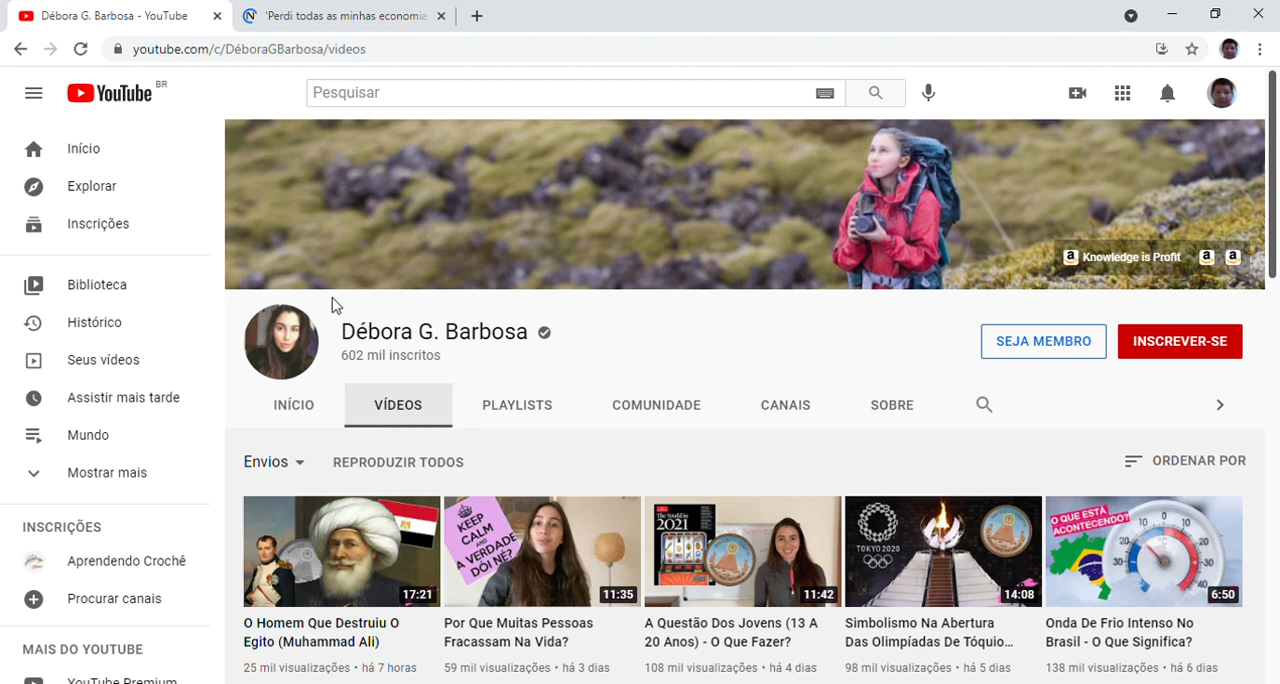 Débora G. Barbosa - YouTube
'Perdi todas as minhas economia
youtube.com/c/DéboraGBarbosa/videos
YouTube BR
Pesquisar
Início
Explorar
Inscrições
Biblioteca
Histórico
Seus vídeos
Assistir mais tarde
Mundo
Mostrar mais
INSCRIÇÕES
Aprendendo Crochê
Procurar canais
MAIS DO YOUTUBE
YouTube Premium
Knowledge is Profit
Débora G. Barbosa
602 mil inscritos
SEJA MEMBRO
INSCREVER-SE
INÍCIO
VÍDEOS
PLAYLISTS
COMUNIDADE
CANAIS
SOBRE
Envios
REPRODUZIR TODOS
ORDENAR POR
17:21
O Homem Que Destruiu O
Egito (Muhammad Ali)
25 mil visualizações • há 7 horas
KEEP
CALM
AND
A VERDADE
DÓI NÉ?
11:35
Por Que Muitas Pessoas
Fracassam Na Vida?
59 mil visualizações • há 3 dias
The World in
2021
11:42
A Questão Dos Jovens (13 A
20 Anos) - O Que Fazer?
108 mil visualizações • há 4 dias
TOKYO 2020
14:08
Simbolismo Na Abertura
Das Olimpíadas De Tóquio…
98 mil visualizações • há 5 dias
O QUE ESTÁ
ACONTECENDO?
6:50
Onda De Frio Intenso No
Brasil - O Que Significa?
138 mil visualizações • há 6 dias